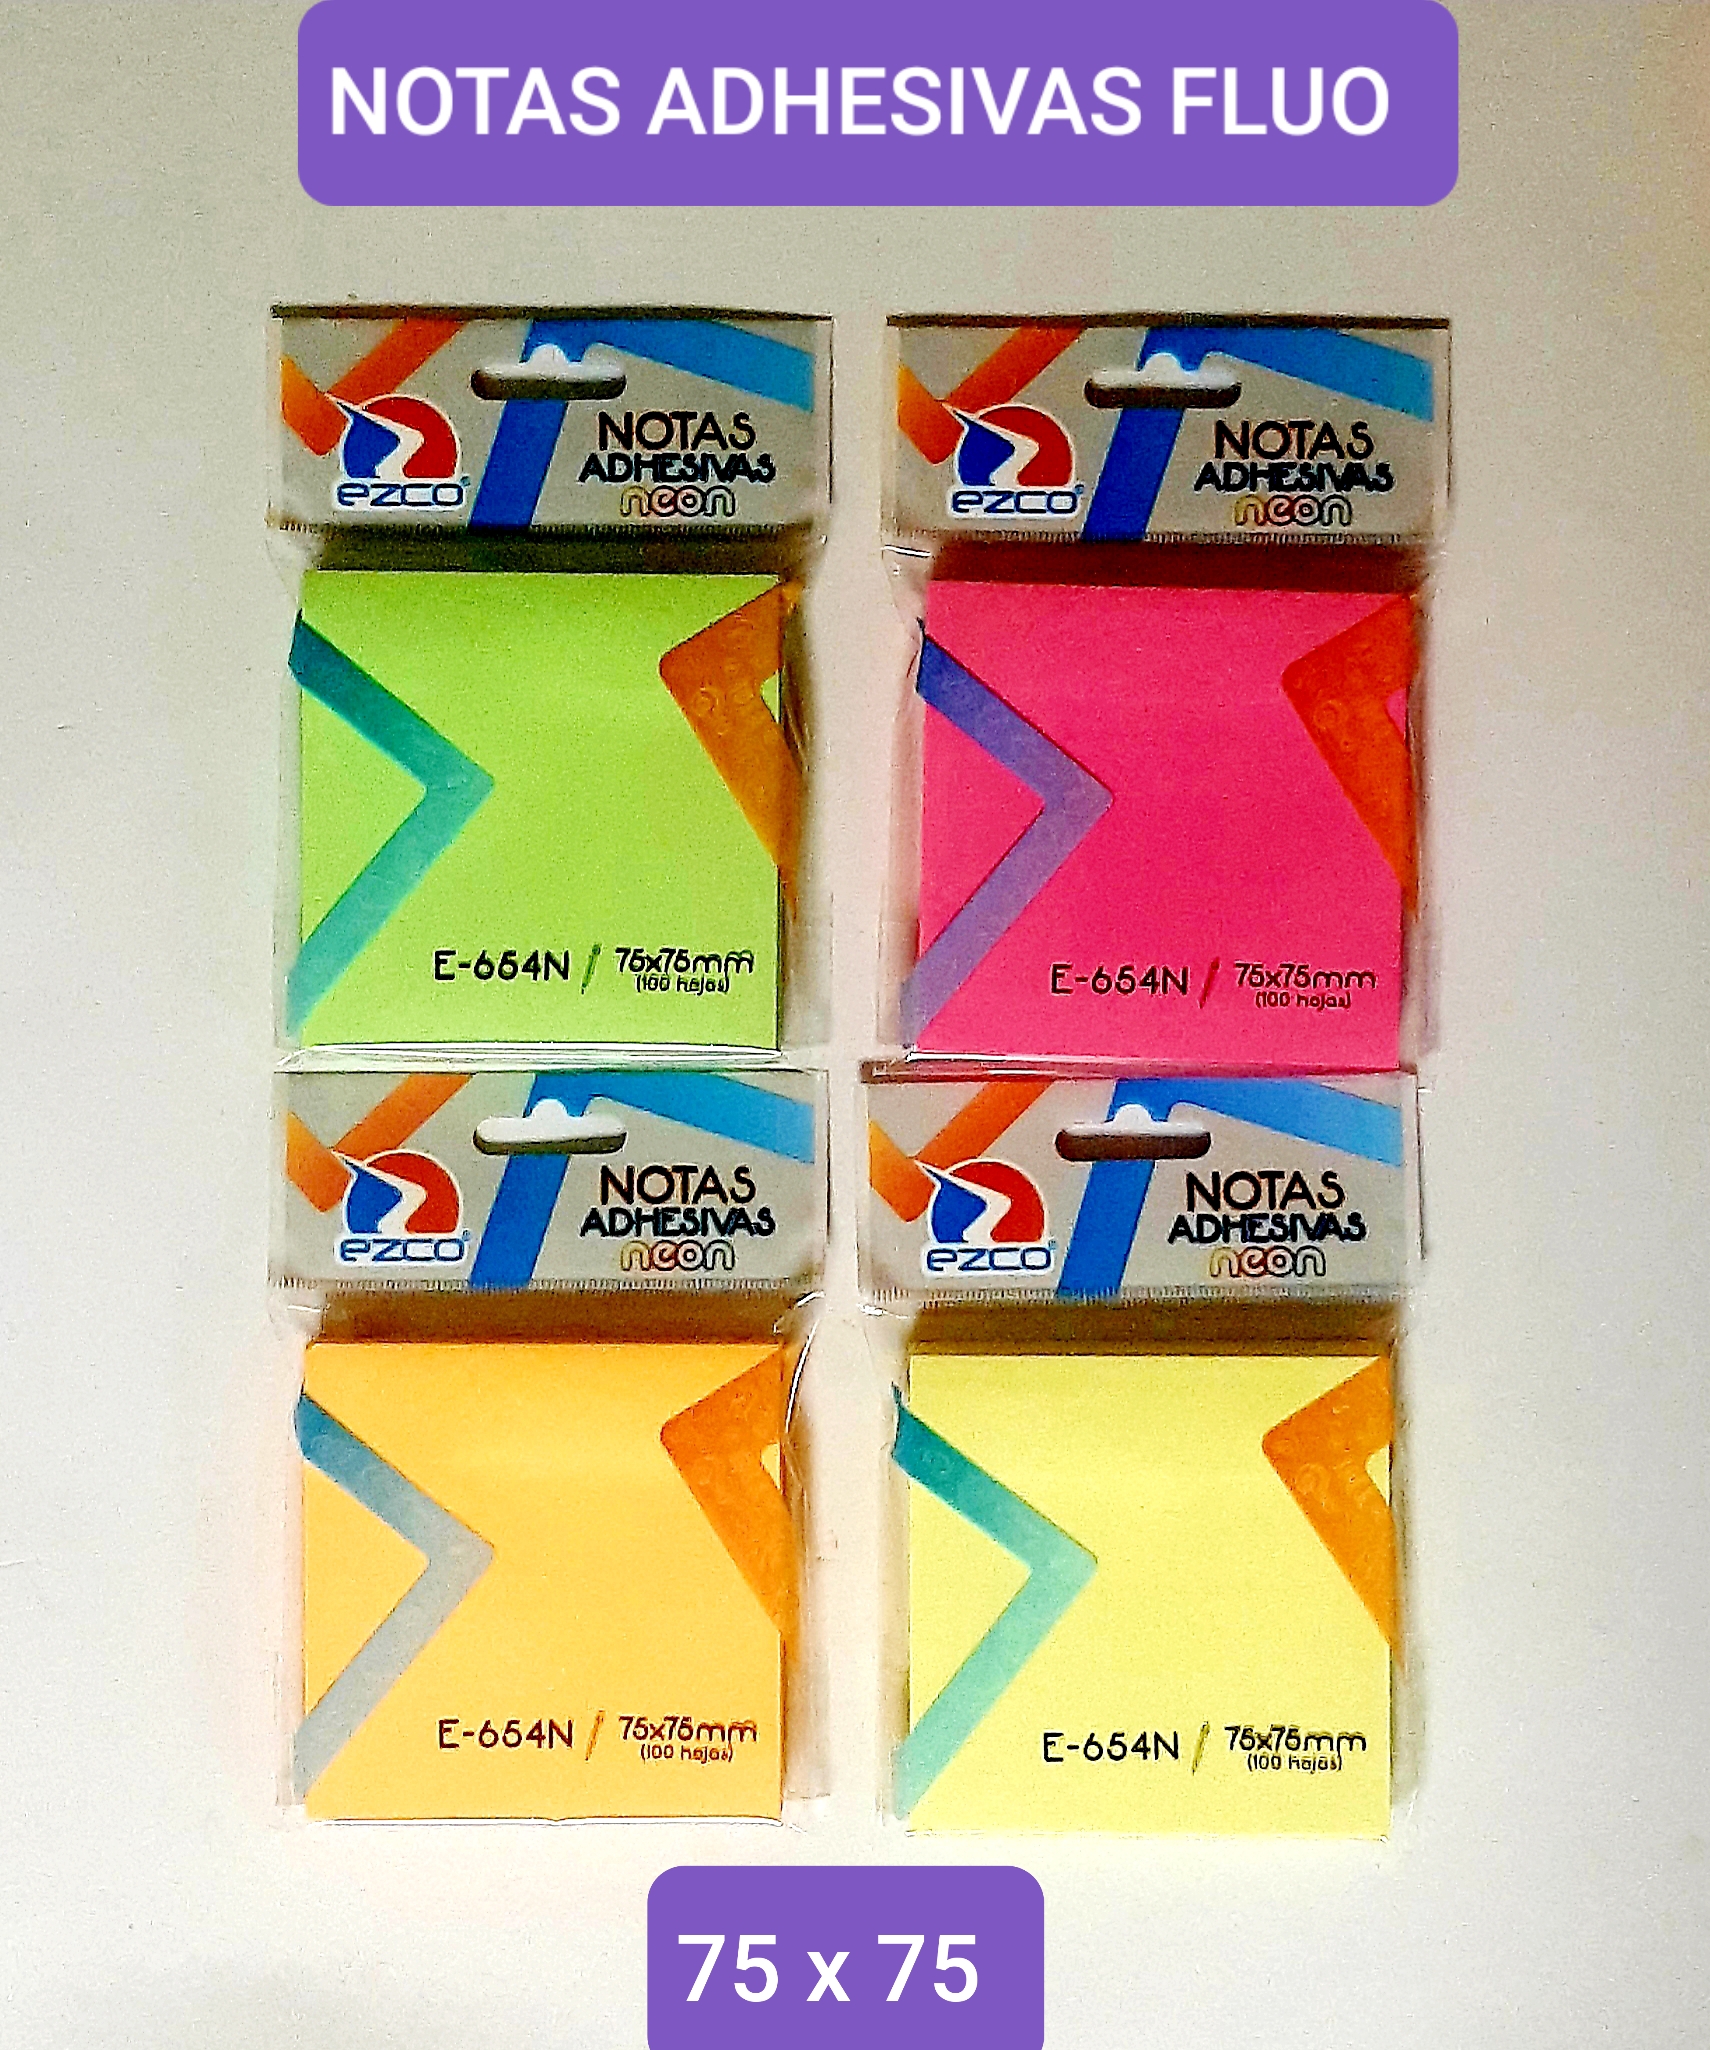 NOTAS ADHESIVAS FLUO
NOTAS
ADHESIVAS
neon
ezco
E-654N / 75x75mm
(100 hojas)
NOTAS
ADHESIVAS
neon
ezco
E-654N / 75x75mm
(100 hojas)
NOTAS
ADHESIVAS
neon
ezco
E-654N / 75x75mm
(100 hojas)
NOTAS
ADHESIVAS
neon
ezco
E-654N / 75x75mm
(100 hojas)
75 x 75